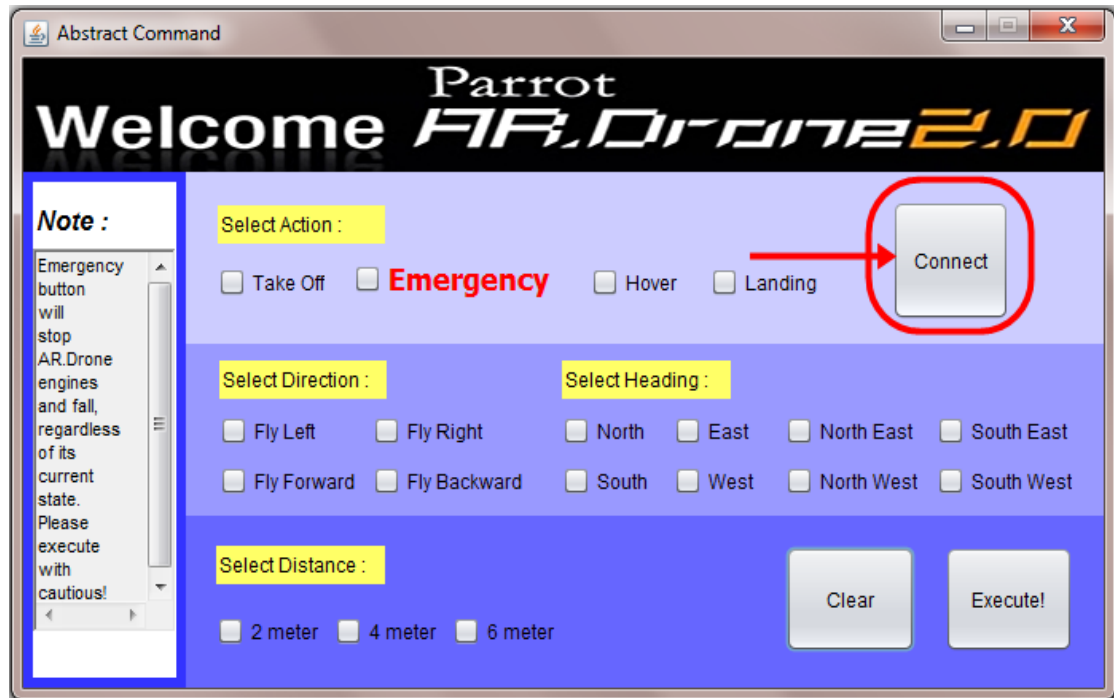 Abstract Command
Parrot
Welcome AR.Drone2.0
Note :
Emergency
button
will
stop
AR.Drone
engines
and fall,
regardless
of its
current
state.
Please
execute
with
cautious!
Select Action :
Take Off Emergency Hover Landing
Connect
Select Direction :
Fly Left Fly Right
Fly Forward Fly Backward
Select Heading :
North East North East South East
South West North West South West
Select Distance :
2 meter 4 meter 6 meter
Clear Execute!